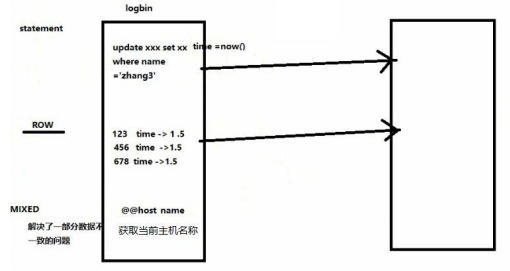 logbin
statement
update xxx set xx time =now()
where name
='zhang3'
ROW
123 time -> 1 .5
456 time ->1.5
678 time ->1.5
MIXED
@@host name
解决了一部分数据不
一致的问题
获取当前主机名称